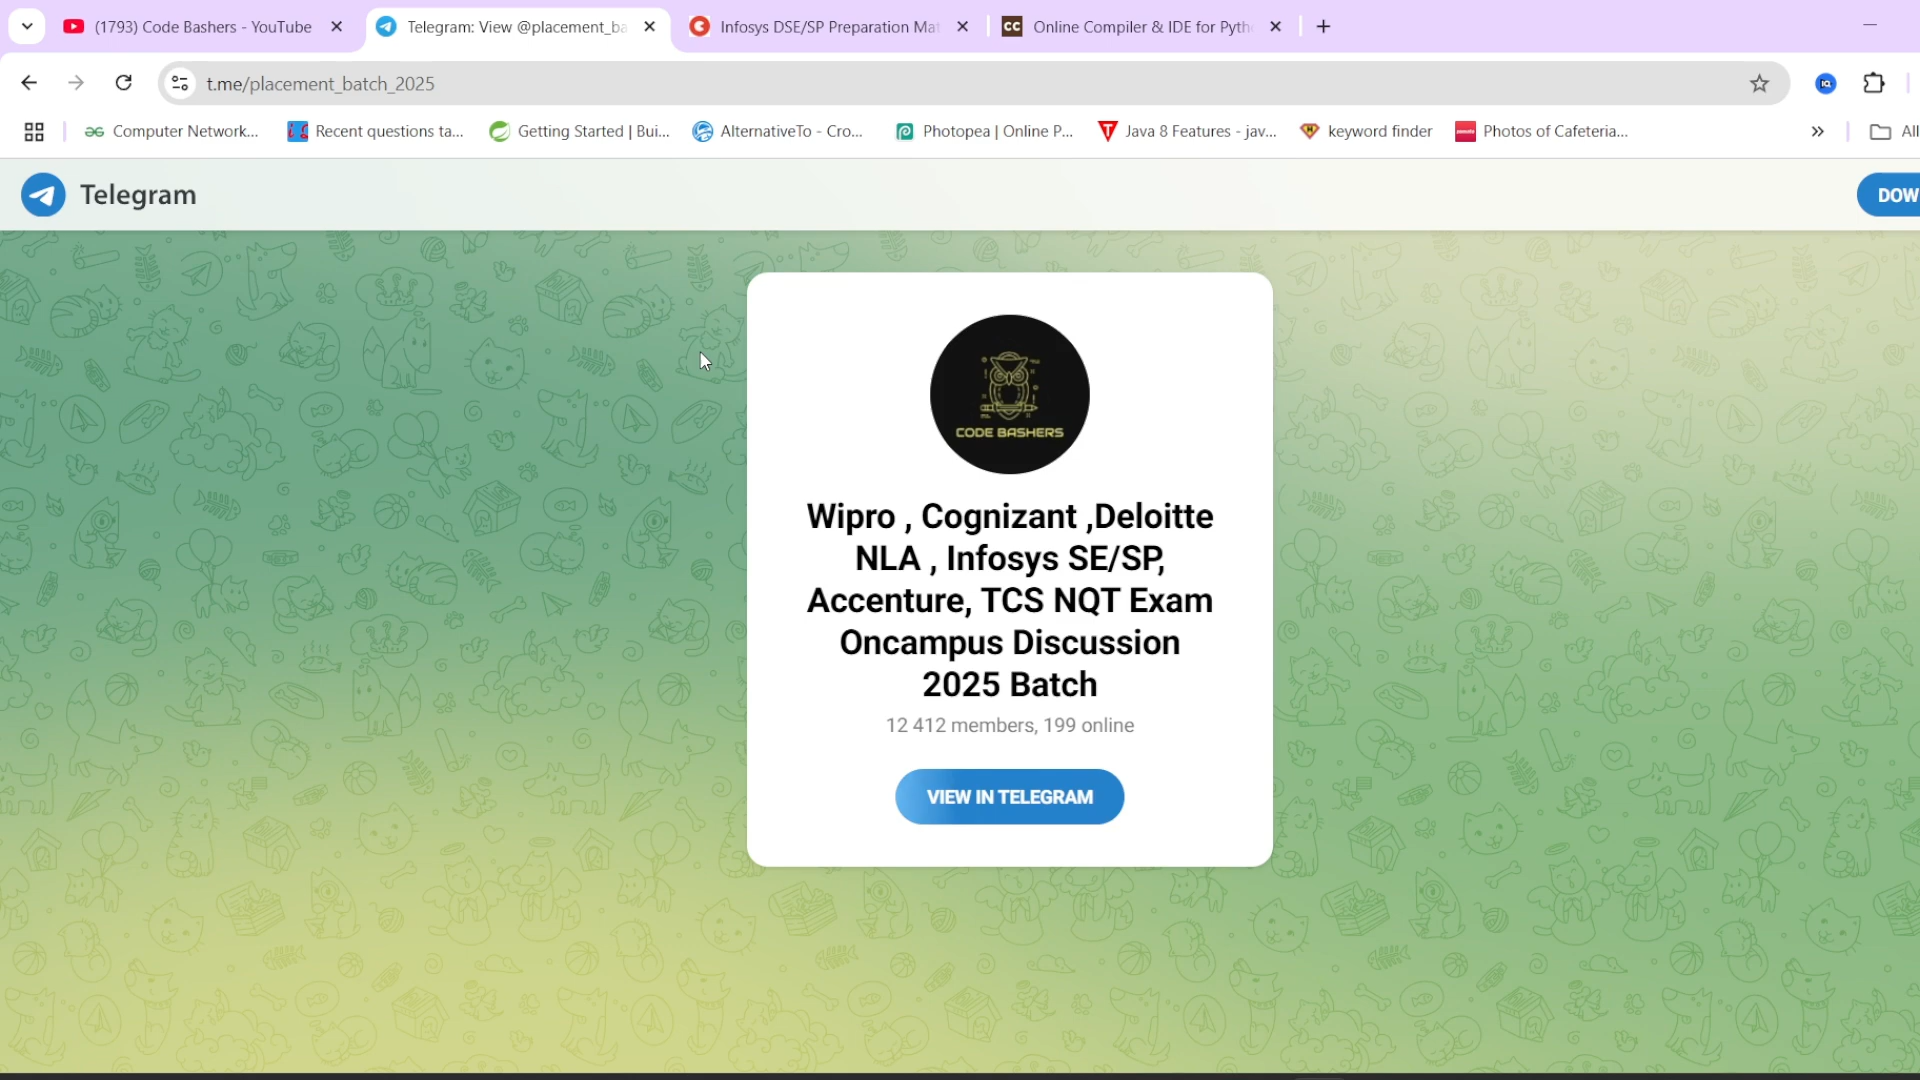 (1793) Code Bashers - YouTube
Telegram: View @placement_ba
Infosys DSE/SP Preparation Mat
CC
Online Compiler & IDE for Pytho
t.me/placement_batch_2025
Computer Network...
Recent questions ta...
Getting Started | Bui...
AlternativeTo - Cro...
Photopea | Online P...
Java 8 Features - jav...
keyword finder
Photos of Cafeteria...
All
Telegram
DOW
CODE BASHERS
Wipro , Cognizant ,Deloitte
NLA , Infosys SE/SP,
Accenture, TCS NQT Exam
Oncampus Discussion
2025 Batch
12 412 members, 199 online
VIEW IN TELEGRAM